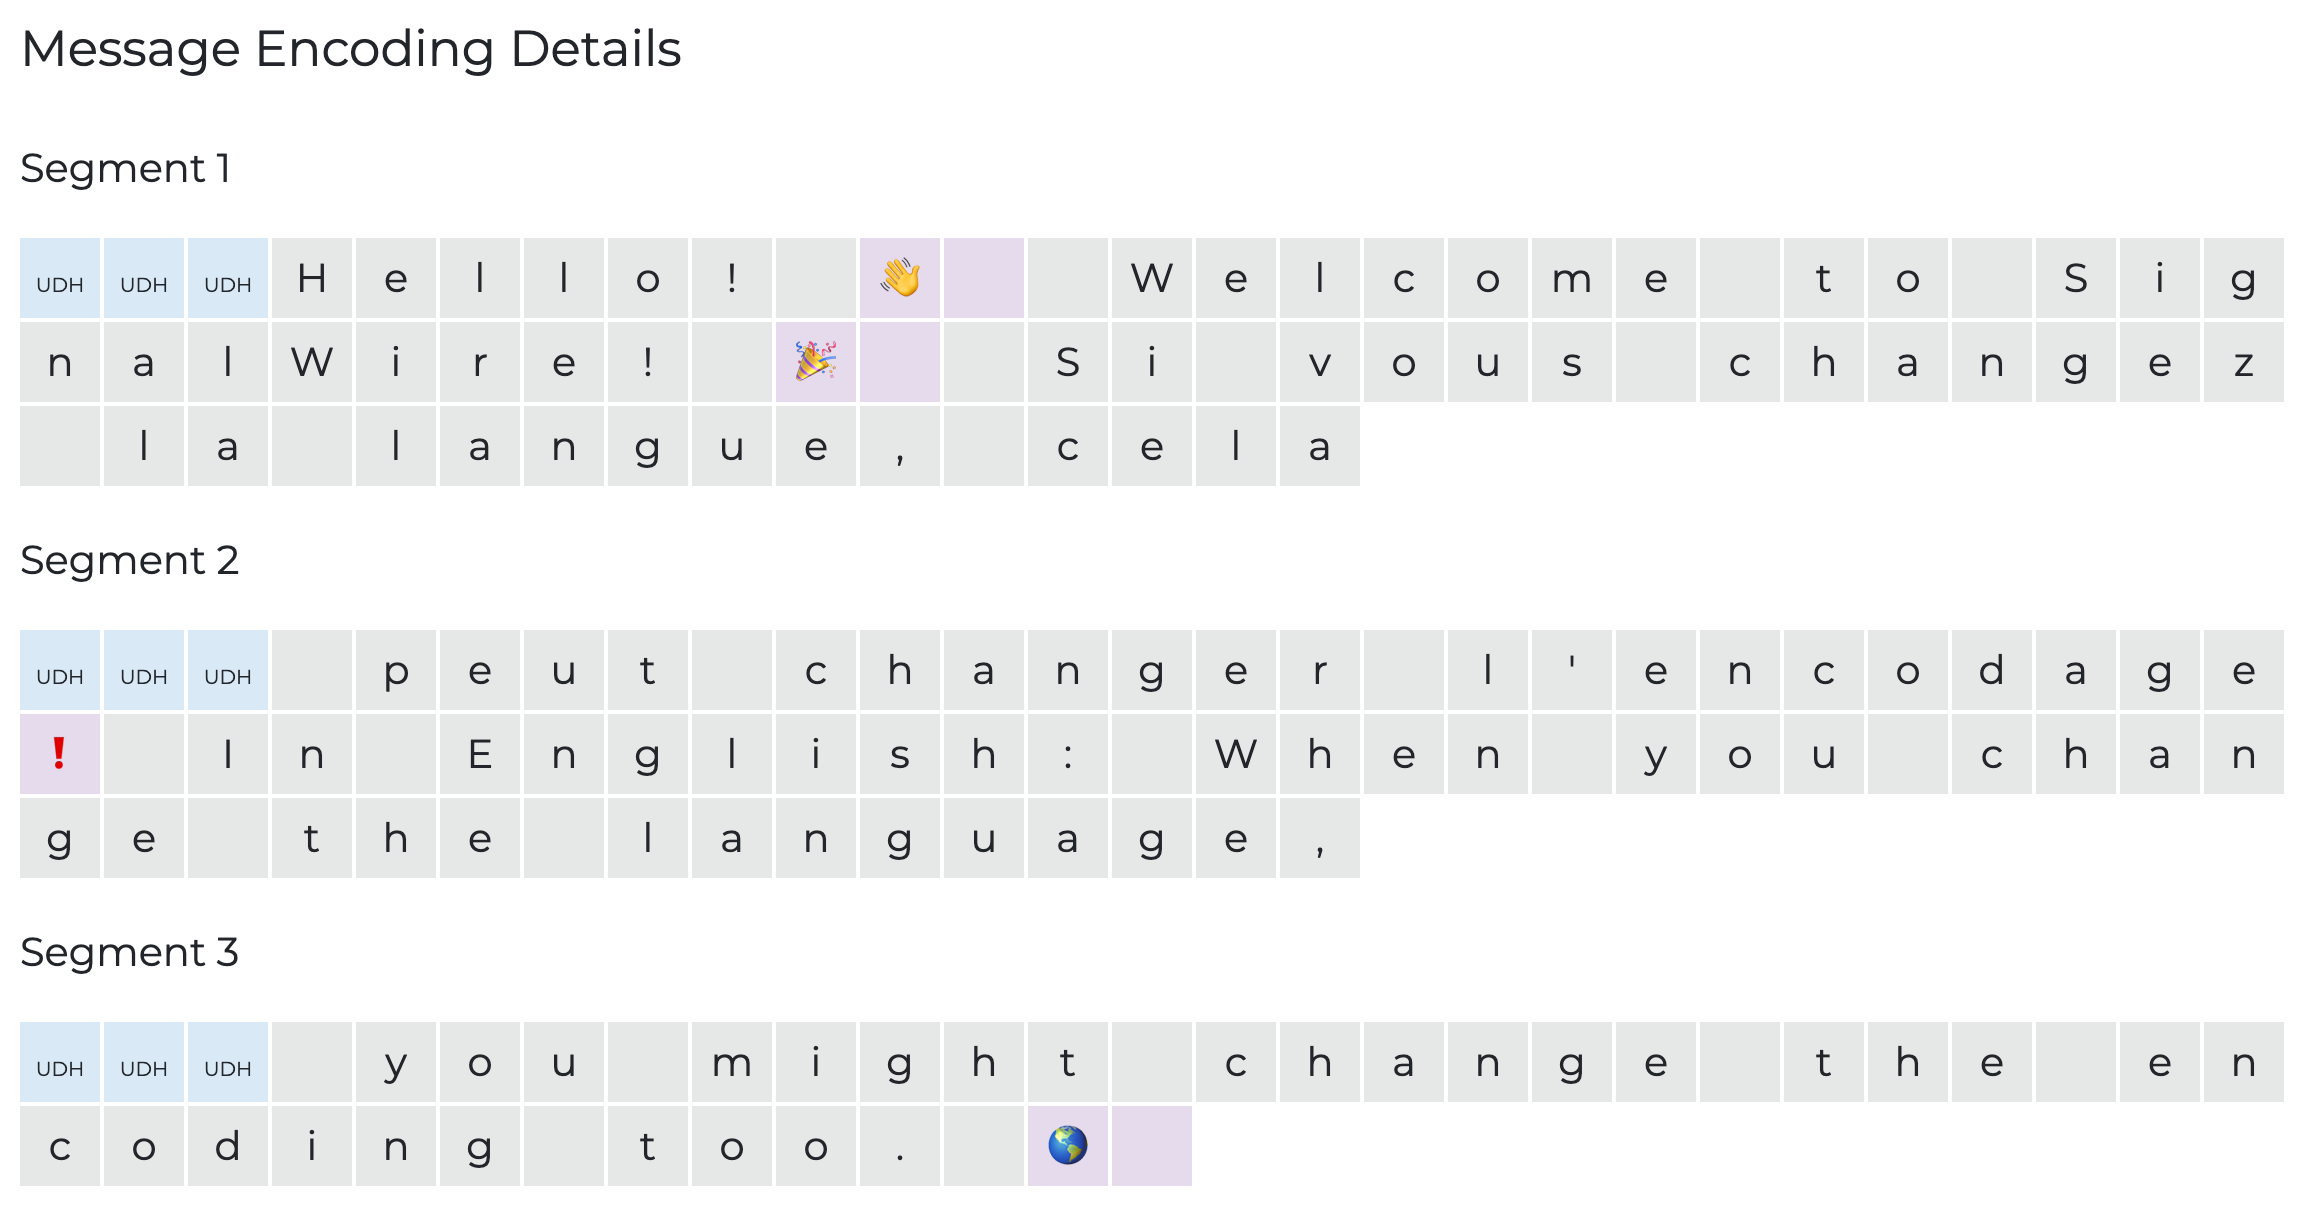 Message Encoding Details
Segment 1
UDH UDH UDH H e l l o ! 👋 W e l c o m e t o S i g
n a l W i r e ! 🎉 S i v o u s c h a n g e z
l a l a n g u e , c e l a
Segment 2
UDH UDH UDH p e u t c h a n g e r l ' e n c o d a g e
❗ I n E n g l i s h : W h e n y o u c h a n
g e t h e l a n g u a g e ,
Segment 3
UDH UDH UDH y o u m i g h t c h a n g e t h e e n
c o d i n g t o o . 🌎